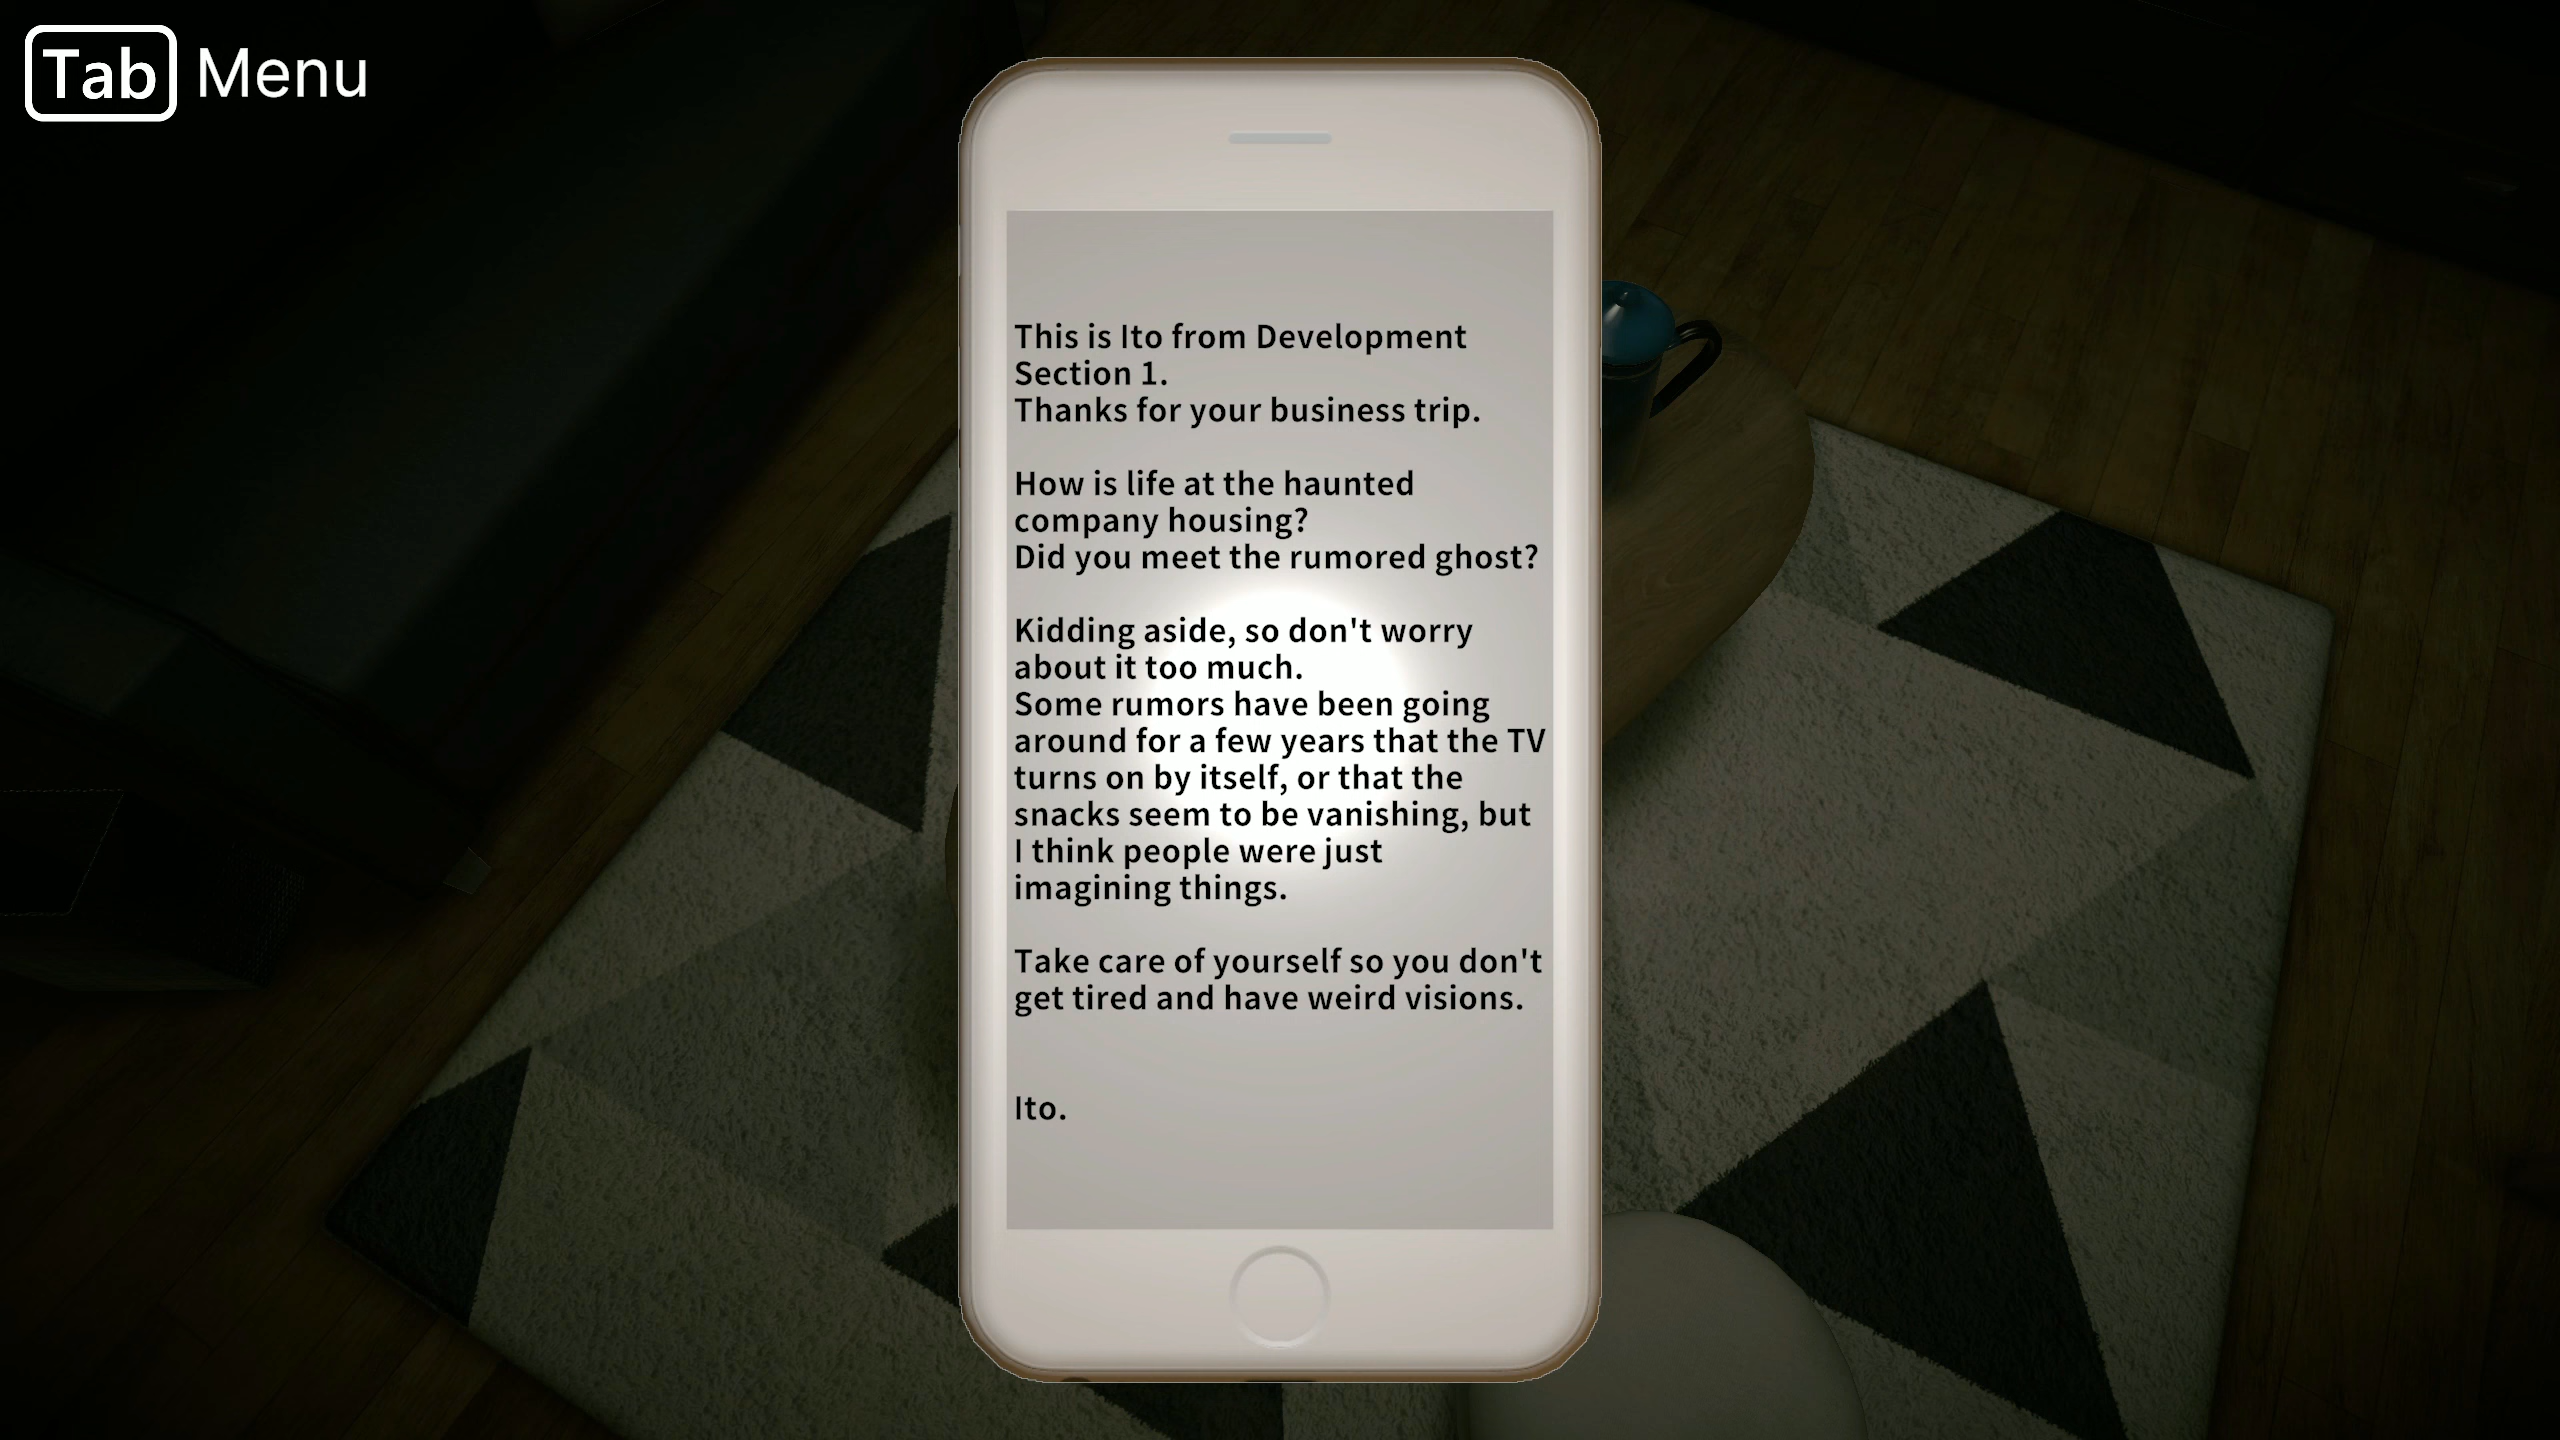 Tab Menu
This is Ito from Development
Section 1.
Thanks for your business trip.
How is life at the haunted
company housing?
Did you meet the rumored ghost?
Kidding aside, so don't worry
about it too much.
Some rumors have been going
around for a few years that the TV
turns on by itself, or that the
snacks seem to be vanishing, but
I think people were just
imagining things.
Take care of yourself so you don't
get tired and have weird visions.
Ito.